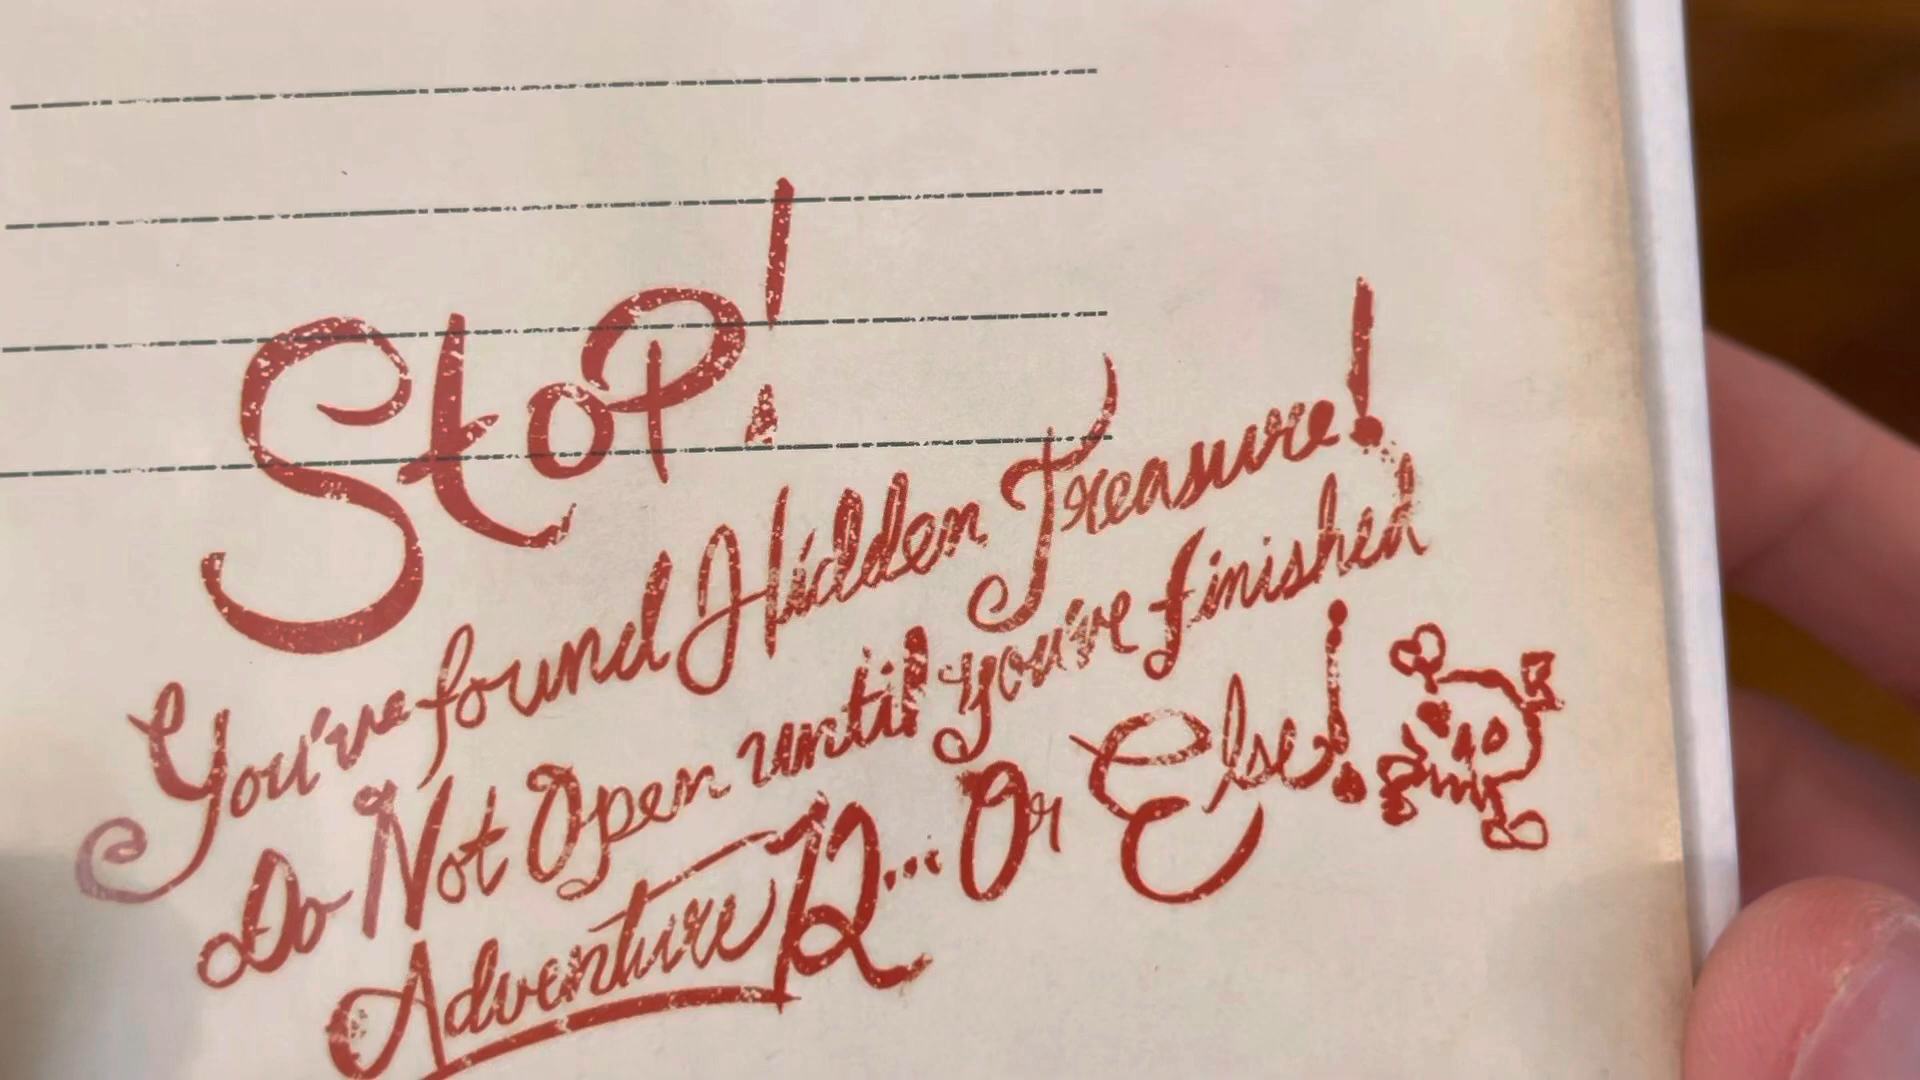 Stop!
You've found Hidden Treasure!
Do Not Open until you've finished
Adventure 12... Or Else!